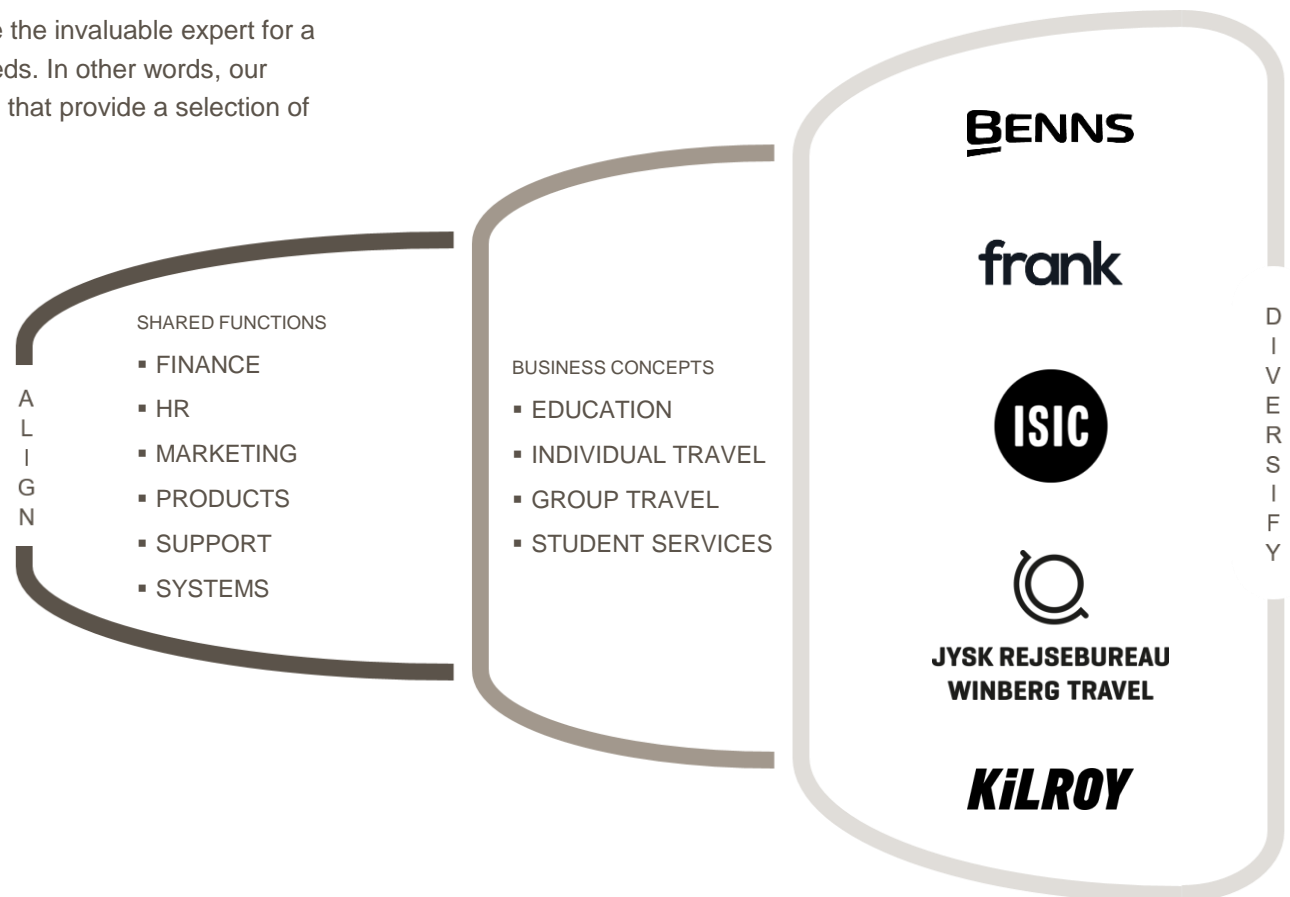 e the invaluable expert for a
eds. In other words, our
that provide a selection of
ALIGN
SHARED FUNCTIONS
▪ FINANCE
▪ HR
▪ MARKETING
▪ PRODUCTS
▪ SUPPORT
▪ SYSTEMS
BUSINESS CONCEPTS
▪ EDUCATION
▪ INDIVIDUAL TRAVEL
▪ GROUP TRAVEL
▪ STUDENT SERVICES
BENNS
frank
ISIC
JYSK REJSEBUREAU
WINBERG TRAVEL
KiLROY
DIVERSIFY